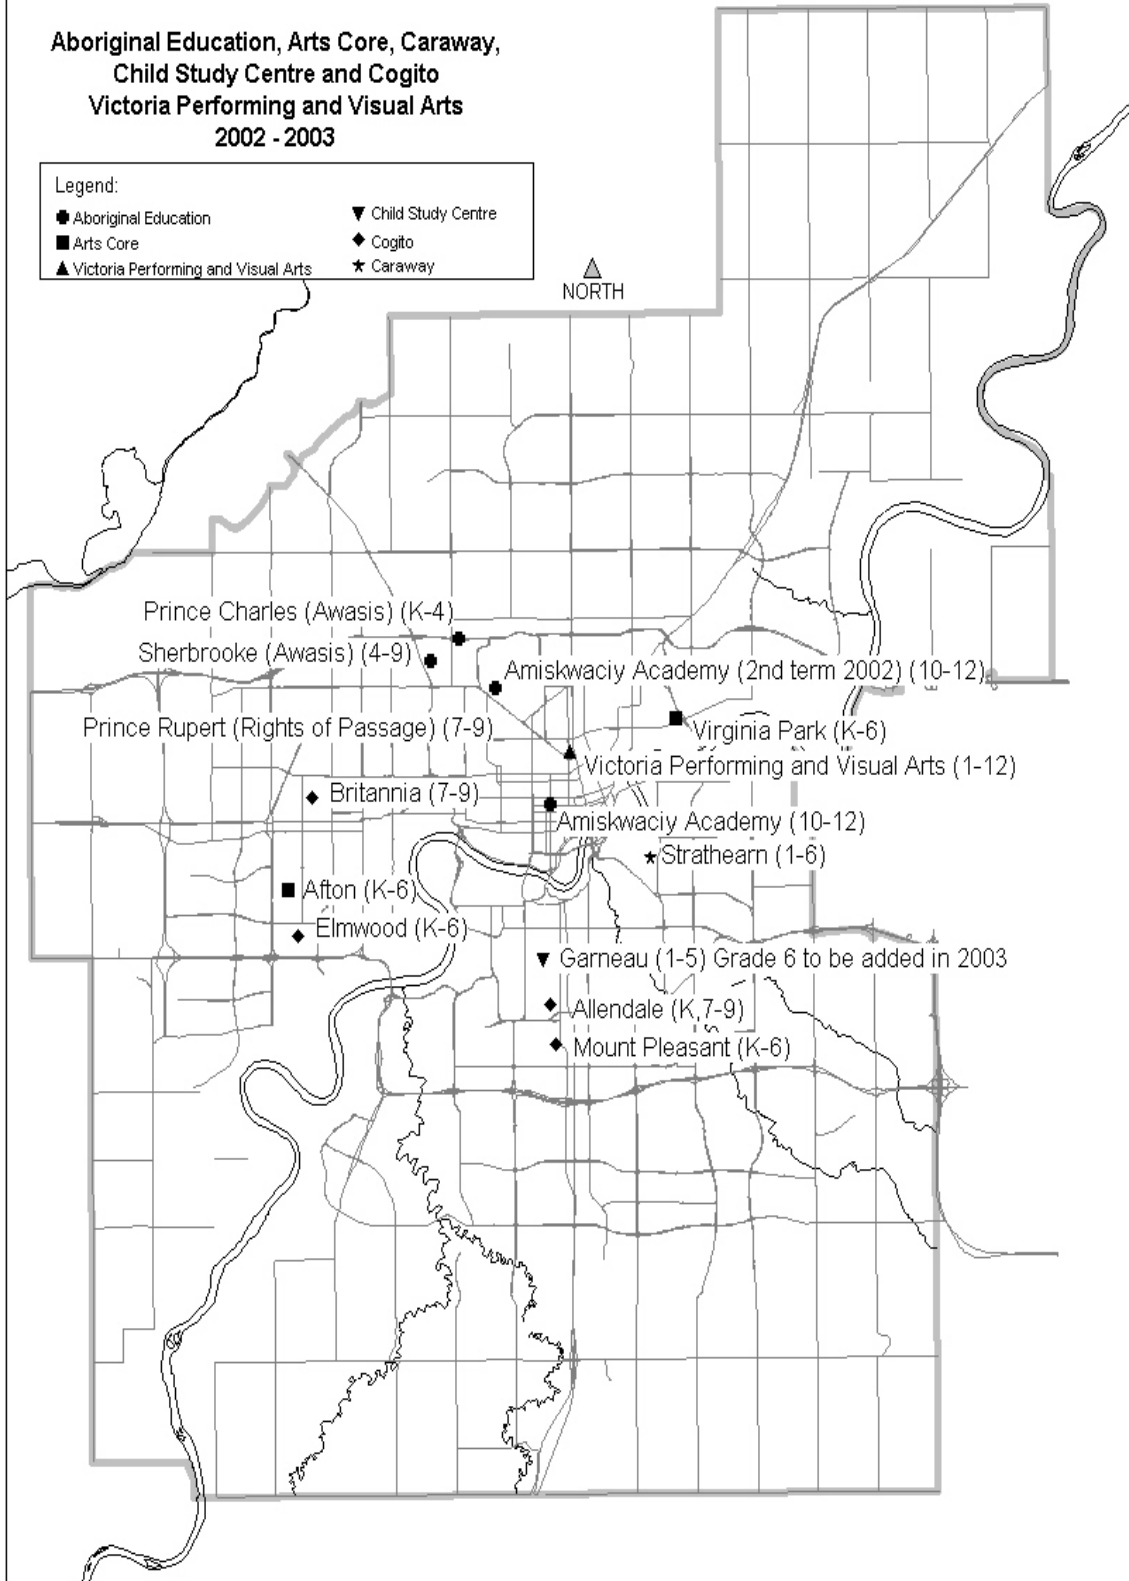 Aboriginal Education, Arts Core, Caraway,
Child Study Centre and Cogito
Victoria Performing and Visual Arts
2002 - 2003
Legend:
Aboriginal Education
Arts Core
Victoria Performing and Visual Arts
Child Study Centre
Cogito
Caraway
NORTH
Prince Charles (Awasis) (K-4)
Sherbrooke (Awasis) (4-9)
Amiskwaciy Academy (2nd term 2002) (10-12)
Prince Rupert (Rights of Passage) (7-9)
Virginia Park (K-6)
Victoria Performing and Visual Arts (1-12)
Britannia (7-9)
Amiskwaciy Academy (10-12)
Strathearn (1-6)
Afton (K-6)
Elmwood (K-6)
Garneau (1-5) Grade 6 to be added in 2003
Allendale (K,7-9)
Mount Pleasant (K-6)